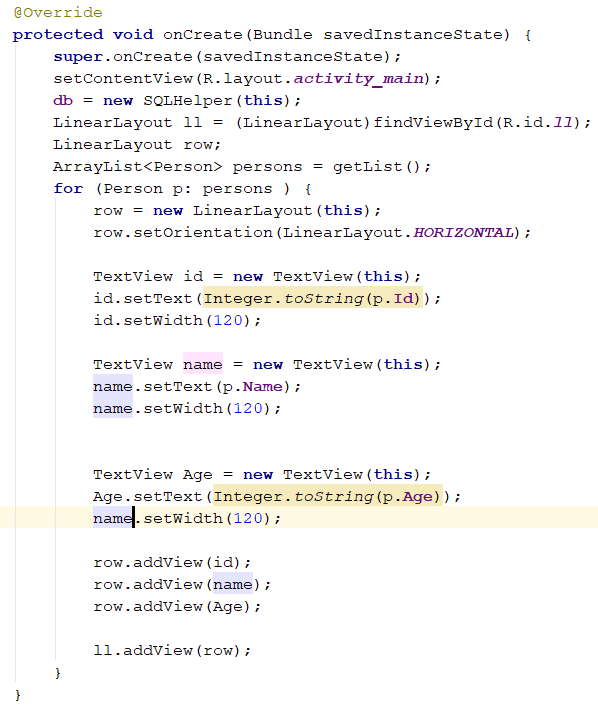 @Override
protected void onCreate(Bundle savedInstanceState) {
super.onCreate(savedInstanceState);
setContentView(R.layout.activity_main);
db = new SQLHelper(this);
LinearLayout ll = (LinearLayout)findViewById(R.id.ll);
LinearLayout row;
ArrayList<Person> persons = getList();
for (Person p: persons ) {
row = new LinearLayout(this);
row.setOrientation(LinearLayout.HORIZONTAL);
TextView id = new TextView(this);
id.setText(Integer.toString(p.Id));
id.setWidth(120);
TextView name = new TextView(this);
name.setText(p.Name);
name.setWidth(120);
TextView Age = new TextView(this);
Age.setText(Integer.toString(p.Age));
name.setWidth(120);
row.addView(id);
row.addView(name);
row.addView(Age);
ll.addView(row);
}
}